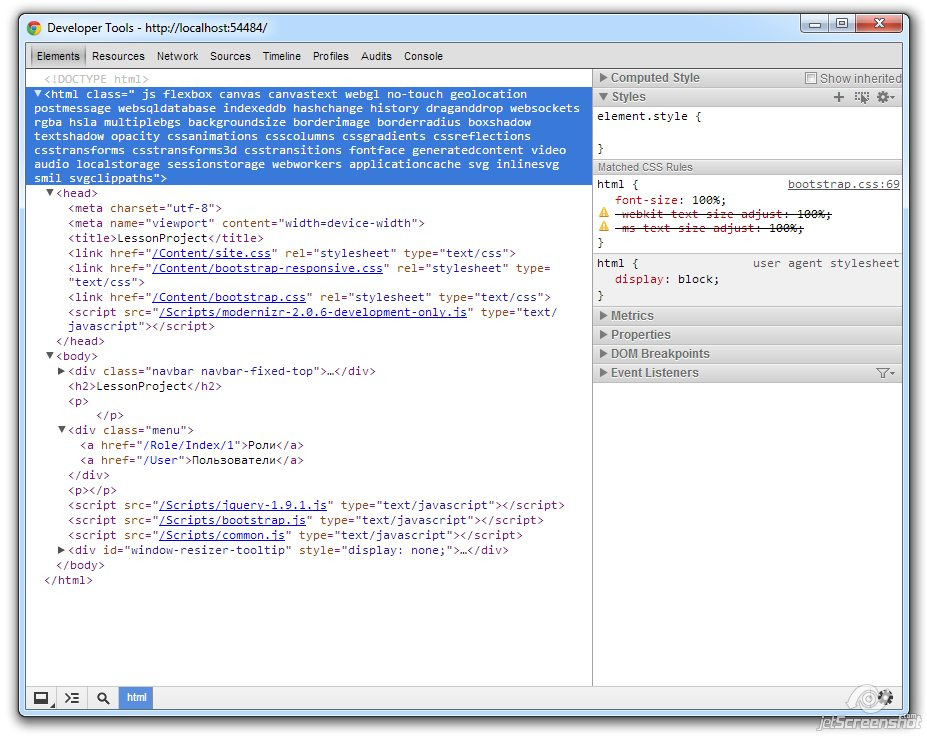 Developer Tools - http://localhost:54484/
Elements Resources Network Sources Timeline Profiles Audits Console
<!DOCTYPE html>
<html class=" js flexbox canvas canvastext webgl no-touch geolocation
postmessage websqldatabase indexeddb hashchange history draganddrop websockets
rgba hsla multiplebgs backgroundsize borderimage borderradius boxshadow
textshadow opacity cssanimations csscolumns cssgradients cssreflections
csstransforms csstransforms3d csstransitions fontface generatedcontent video
audio localstorage sessionstorage webworkers applicationcache svg inlinesvg
smil svgclippaths">
<head>
<meta charset="utf-8">
<meta name="viewport" content="width=device-width">
<title>LessonProject</title>
<link href="/Content/site.css" rel="stylesheet" type="text/css">
<link href="/Content/bootstrap-responsive.css" rel="stylesheet" type=
"text/css">
<link href="/Content/bootstrap.css" rel="stylesheet" type="text/css">
<script src="/Scripts/modernizr-2.0.6-development-only.js" type="text/
javascript"></script>
</head>
<body>
<div class="navbar navbar-fixed-top">…</div>
<h2>LessonProject</h2>
<p>
</p>
<div class="menu">
<a href="/Role/Index/1">Роли</a>
<a href="/User">Пользователи</a>
</div>
<p></p>
<script src="/Scripts/jquery-1.9.1.js" type="text/javascript"></script>
<script src="/Scripts/bootstrap.js" type="text/javascript"></script>
<script src="/Scripts/common.js" type="text/javascript"></script>
<div id="window-resizer-tooltip" style="display: none;">…</div>
</body>
</html>
Computed Style Show inherited
Styles
element.style {
}
Matched CSS Rules
html { bootstrap.css:69
font-size: 100%;
-webkit-text-size-adjust: 100%;
-ms-text-size-adjust: 100%;
}
html { user agent stylesheet
display: block;
}
Metrics
Properties
DOM Breakpoints
Event Listeners
html
jetScreenshot